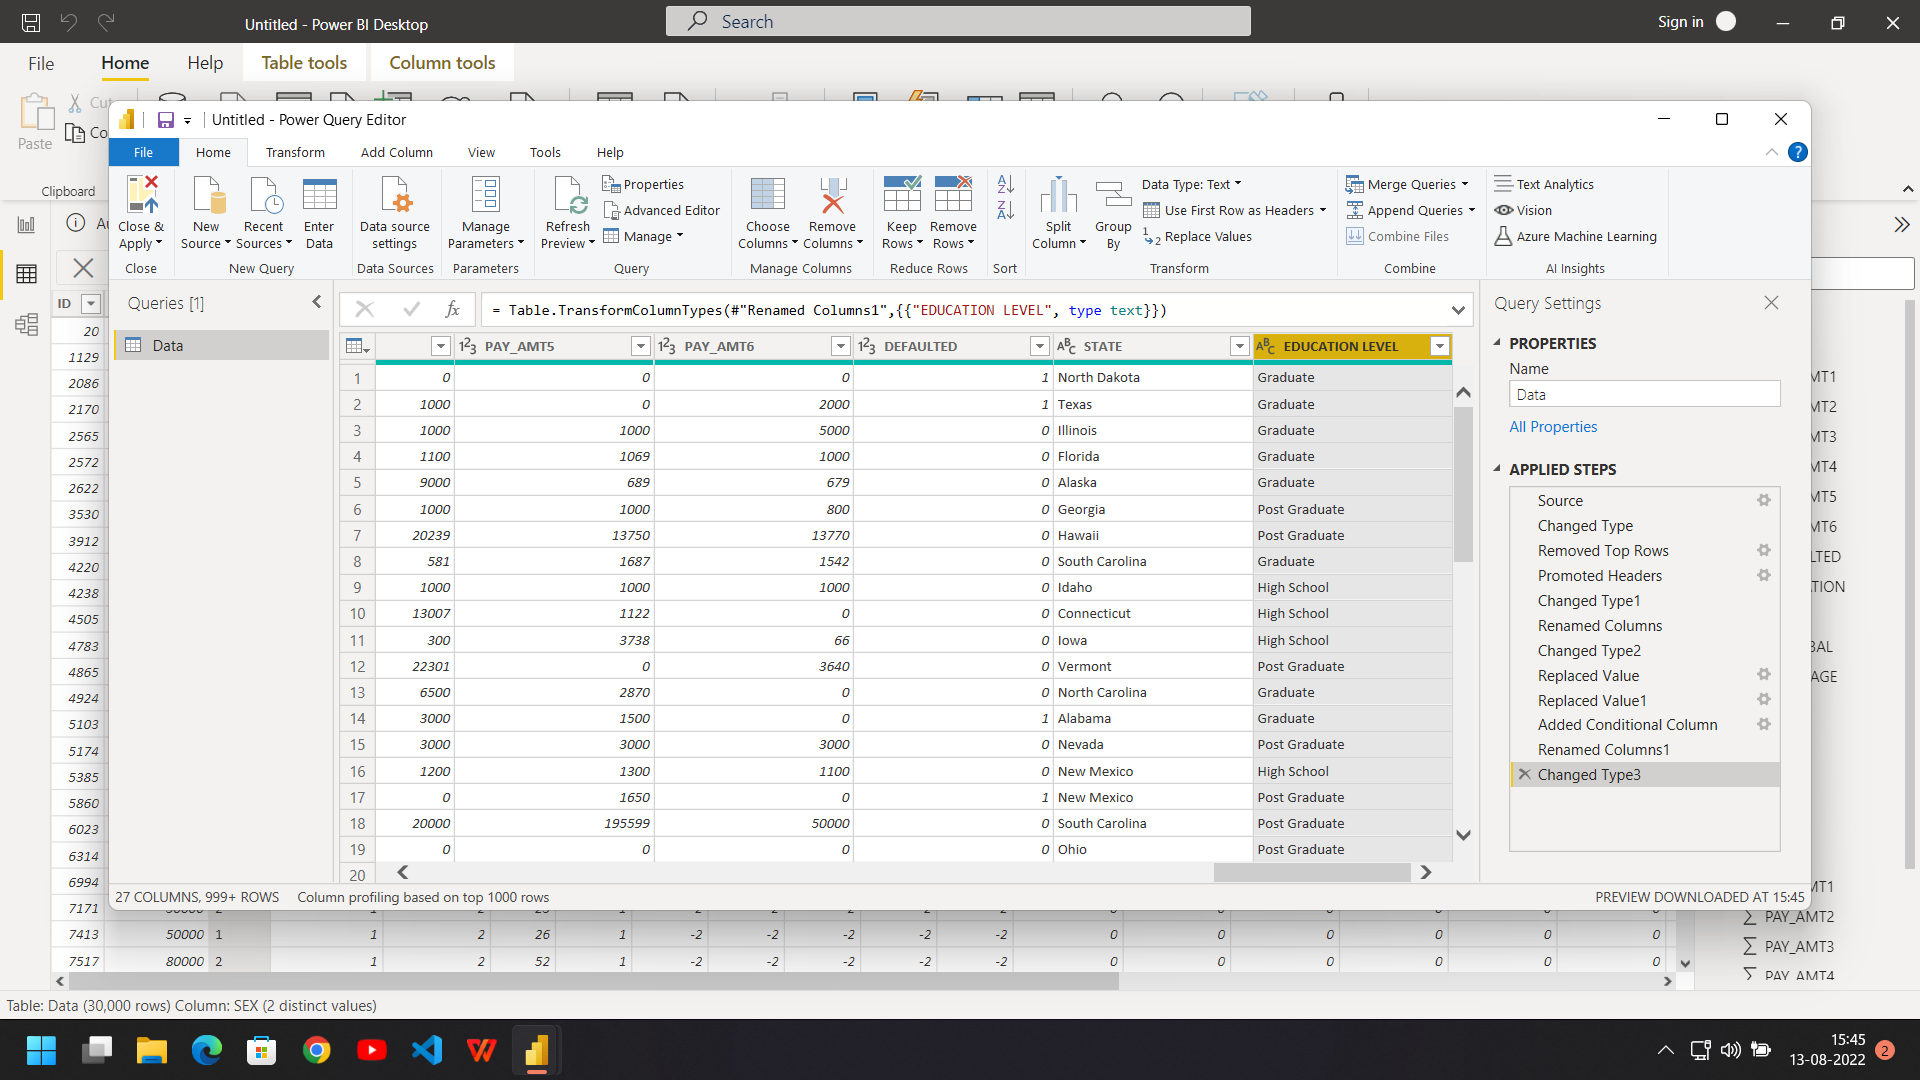 Untitled - Power BI Desktop
Search
Sign in
File
Home
Help
Table tools
Column tools
Paste
Clipboard
Untitled - Power Query Editor
File
Home
Transform
Add Column
View
Tools
Help
Close & Apply
New Source
Recent Sources
Enter Data
Data source settings
Manage Parameters
Refresh Preview
Properties
Advanced Editor
Manage
Choose Columns
Remove Columns
Keep Rows
Remove Rows
Split Column
Group By
Data Type: Text
Use First Row as Headers
Replace Values
Merge Queries
Append Queries
Combine Files
Text Analytics
Vision
Azure Machine Learning
Close
New Query
Data Sources
Parameters
Query
Manage Columns
Reduce Rows
Sort
Transform
Combine
AI Insights
Queries [1]
Data
= Table.TransformColumnTypes(#"Renamed Columns1",{{"EDUCATION LEVEL", type text}})
PAY_AMT5 PAY_AMT6 DEFAULTED STATE EDUCATION LEVEL
1 0 0 0 1 North Dakota Graduate
2 1000 0 2000 1 Texas Graduate
3 1000 1000 5000 0 Illinois Graduate
4 1100 1069 1000 0 Florida Graduate
5 9000 689 679 0 Alaska Graduate
6 1000 1000 800 0 Georgia Post Graduate
7 20239 13750 13770 0 Hawaii Post Graduate
8 581 1687 1542 0 South Carolina Graduate
9 1000 1000 1000 0 Idaho High School
10 13007 1122 0 0 Connecticut High School
11 300 3738 66 0 Iowa High School
12 22301 0 3640 0 Vermont Post Graduate
13 6500 2870 0 0 North Carolina Graduate
14 3000 1500 0 1 Alabama Graduate
15 3000 3000 3000 0 Nevada Post Graduate
16 1200 1300 1100 0 New Mexico High School
17 0 1650 0 1 New Mexico Post Graduate
18 20000 195599 50000 0 South Carolina Post Graduate
19 0 0 0 0 Ohio Post Graduate
20
Query Settings
PROPERTIES
Name
Data
All Properties
APPLIED STEPS
Source
Changed Type
Removed Top Rows
Promoted Headers
Changed Type1
Renamed Columns
Changed Type2
Replaced Value
Replaced Value1
Added Conditional Column
Renamed Columns1
Changed Type3
27 COLUMNS, 999+ ROWS
Column profiling based on top 1000 rows
PREVIEW DOWNLOADED AT 15:45
ID
20
1129
2086
2170
2565
2572
2622
3530
3912
4220
4238
4505
4783
4865
4924
5103
5174
5385
5860
6023
6314
6994
7171
7413 50000 1 1 2 26 1 -2 -2 -2 -2 -2 0 0 0 0 0 0
7517 80000 2 1 2 52 1 -2 -2 -2 -2 -2 0 0 0 0 0 0
PAY_AMT2
PAY_AMT3
PAY_AMT4
Table: Data (30,000 rows) Column: SEX (2 distinct values)
15:45
13-08-2022
2